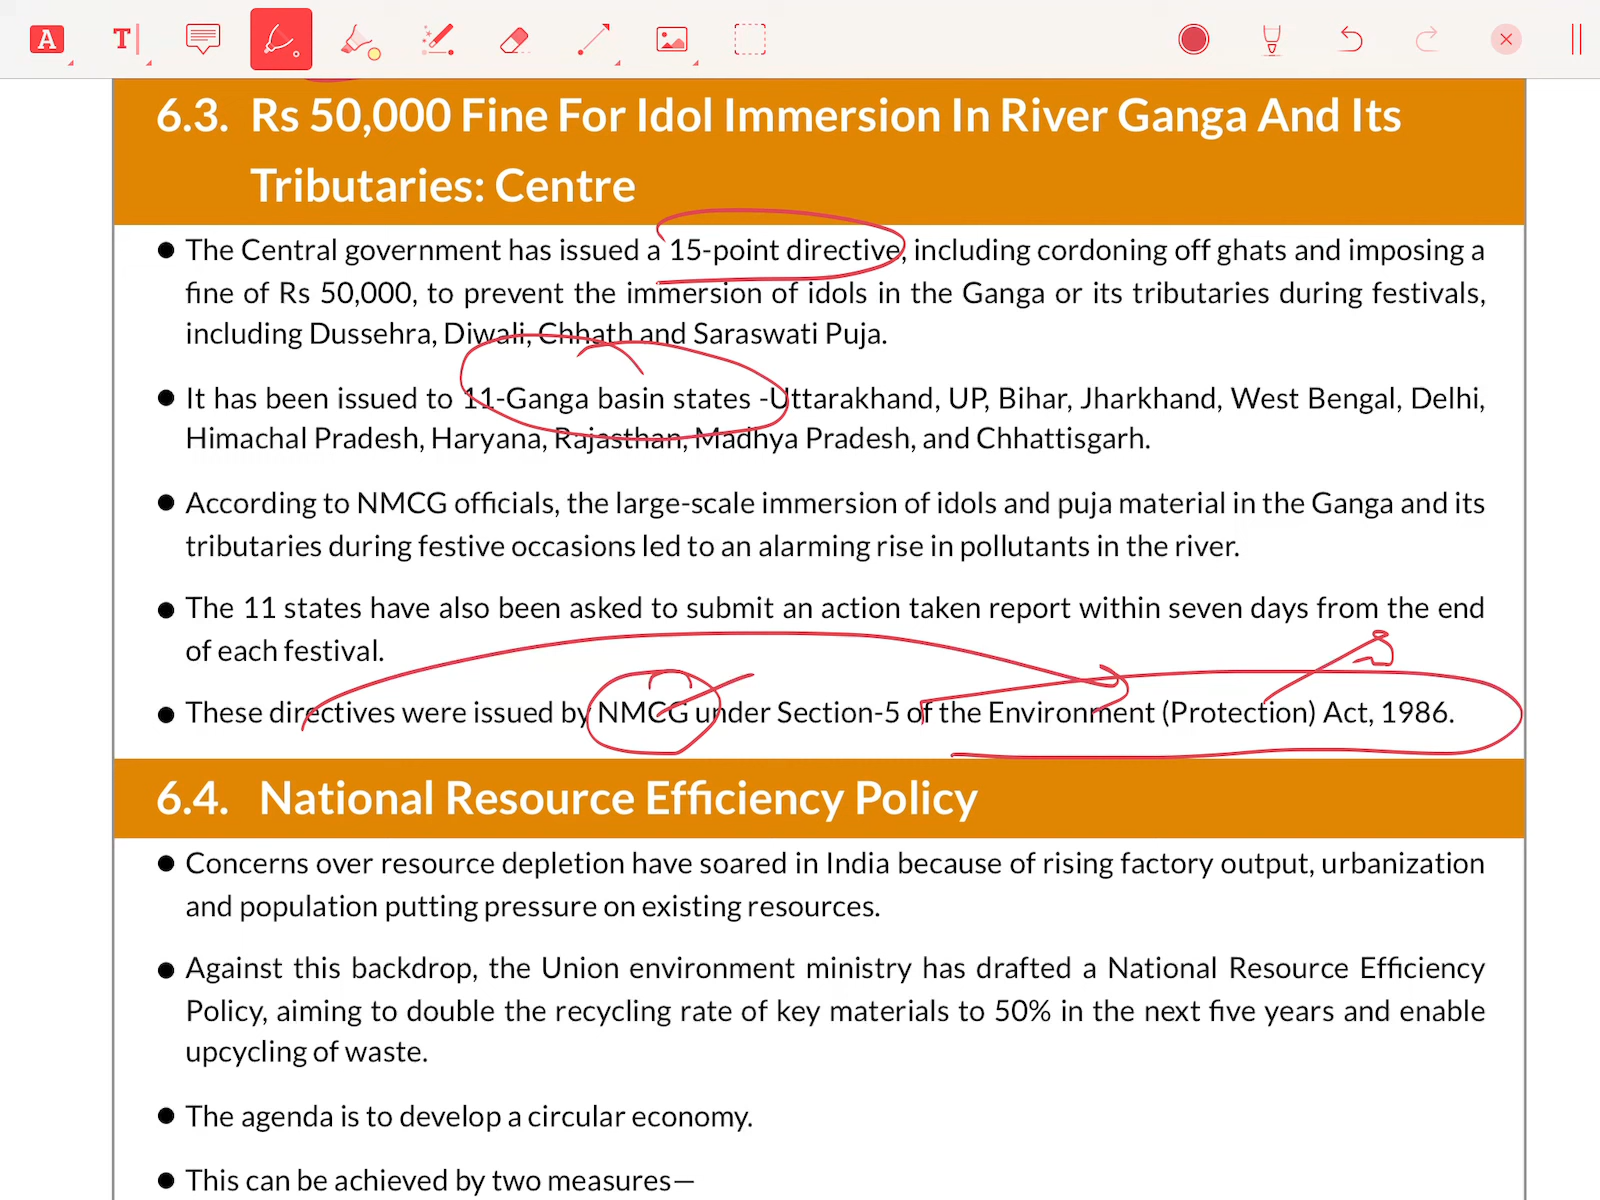 A T
6.3. Rs 50,000 Fine For Idol Immersion In River Ganga And Its
Tributaries: Centre
● The Central government has issued a 15-point directive, including cordoning off ghats and imposing a
fine of Rs 50,000, to prevent the immersion of idols in the Ganga or its tributaries during festivals,
including Dussehra, Diwali, Chhath and Saraswati Puja.
● It has been issued to 11-Ganga basin states -Uttarakhand, UP, Bihar, Jharkhand, West Bengal, Delhi,
Himachal Pradesh, Haryana, Rajasthan, Madhya Pradesh, and Chhattisgarh.
● According to NMCG officials, the large-scale immersion of idols and puja material in the Ganga and its
tributaries during festive occasions led to an alarming rise in pollutants in the river.
● The 11 states have also been asked to submit an action taken report within seven days from the end
of each festival.
● These directives were issued by NMCG under Section-5 of the Environment (Protection) Act, 1986.
6.4. National Resource Efficiency Policy
● Concerns over resource depletion have soared in India because of rising factory output, urbanization
and population putting pressure on existing resources.
● Against this backdrop, the Union environment ministry has drafted a National Resource Efficiency
Policy, aiming to double the recycling rate of key materials to 50% in the next five years and enable
upcycling of waste.
● The agenda is to develop a circular economy.
● This can be achieved by two measures—